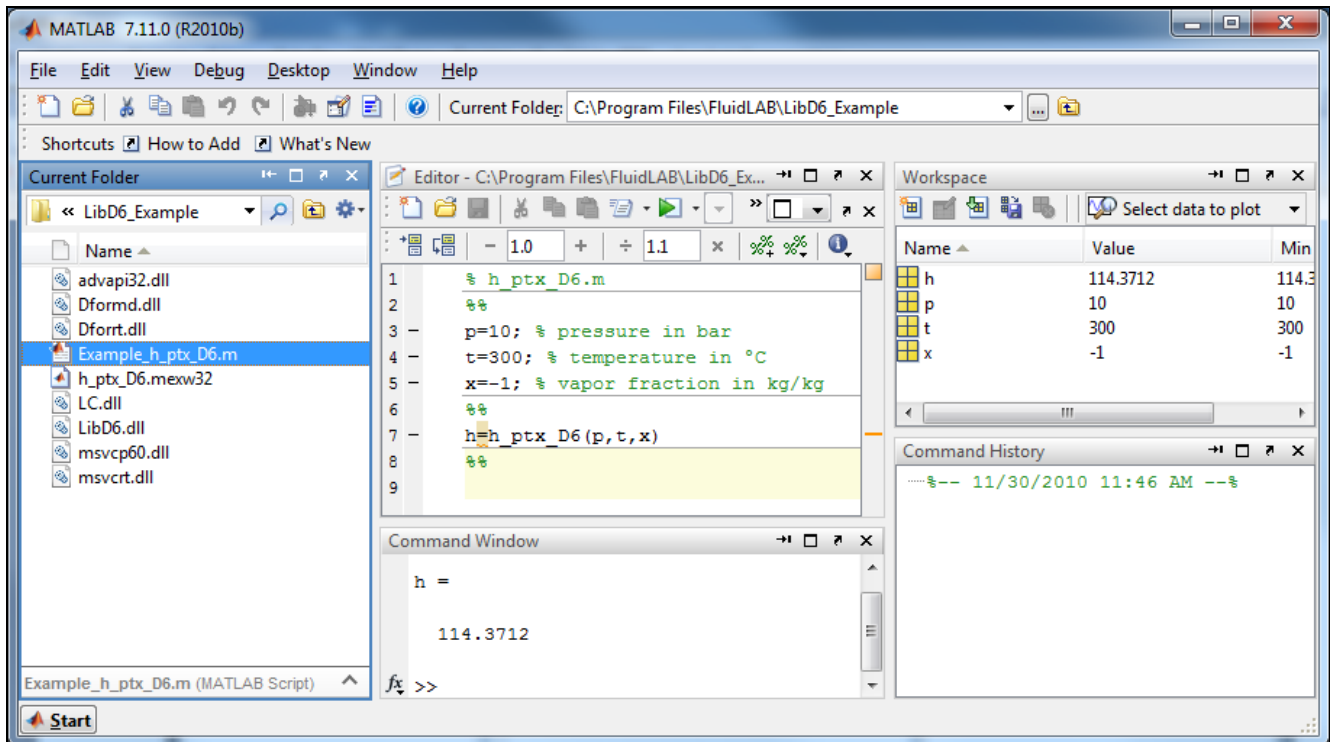 MATLAB 7.11.0 (R2010b)
File Edit View Debug Desktop Window Help
Current Folder: C:\Program Files\FluidLAB\LibD6_Example
Shortcuts How to Add What's New
Current Folder
« LibD6_Example
Name
advapi32.dll
Dformd.dll
Dforrt.dll
Example_h_ptx_D6.m
h_ptx_D6.mexw32
LC.dll
LibD6.dll
msvcp60.dll
msvcrt.dll
Example_h_ptx_D6.m (MATLAB Script)
Editor - C:\Program Files\FluidLAB\LibD6_Ex...
»
− 1.0 + ÷ 1.1 ×
1 % h_ptx_D6.m
2 %%
3 – p=10; % pressure in bar
4 – t=300; % temperature in °C
5 – x=-1; % vapor fraction in kg/kg
6 %%
7 – h=h_ptx_D6(p,t,x)
8 %%
9
Command Window
h =
114.3712
fx >>
Workspace
Select data to plot
Name Value Min
h 114.3712 114.3
p 10 10
t 300 300
x -1 -1
Command History
%-- 11/30/2010 11:46 AM --%
Start